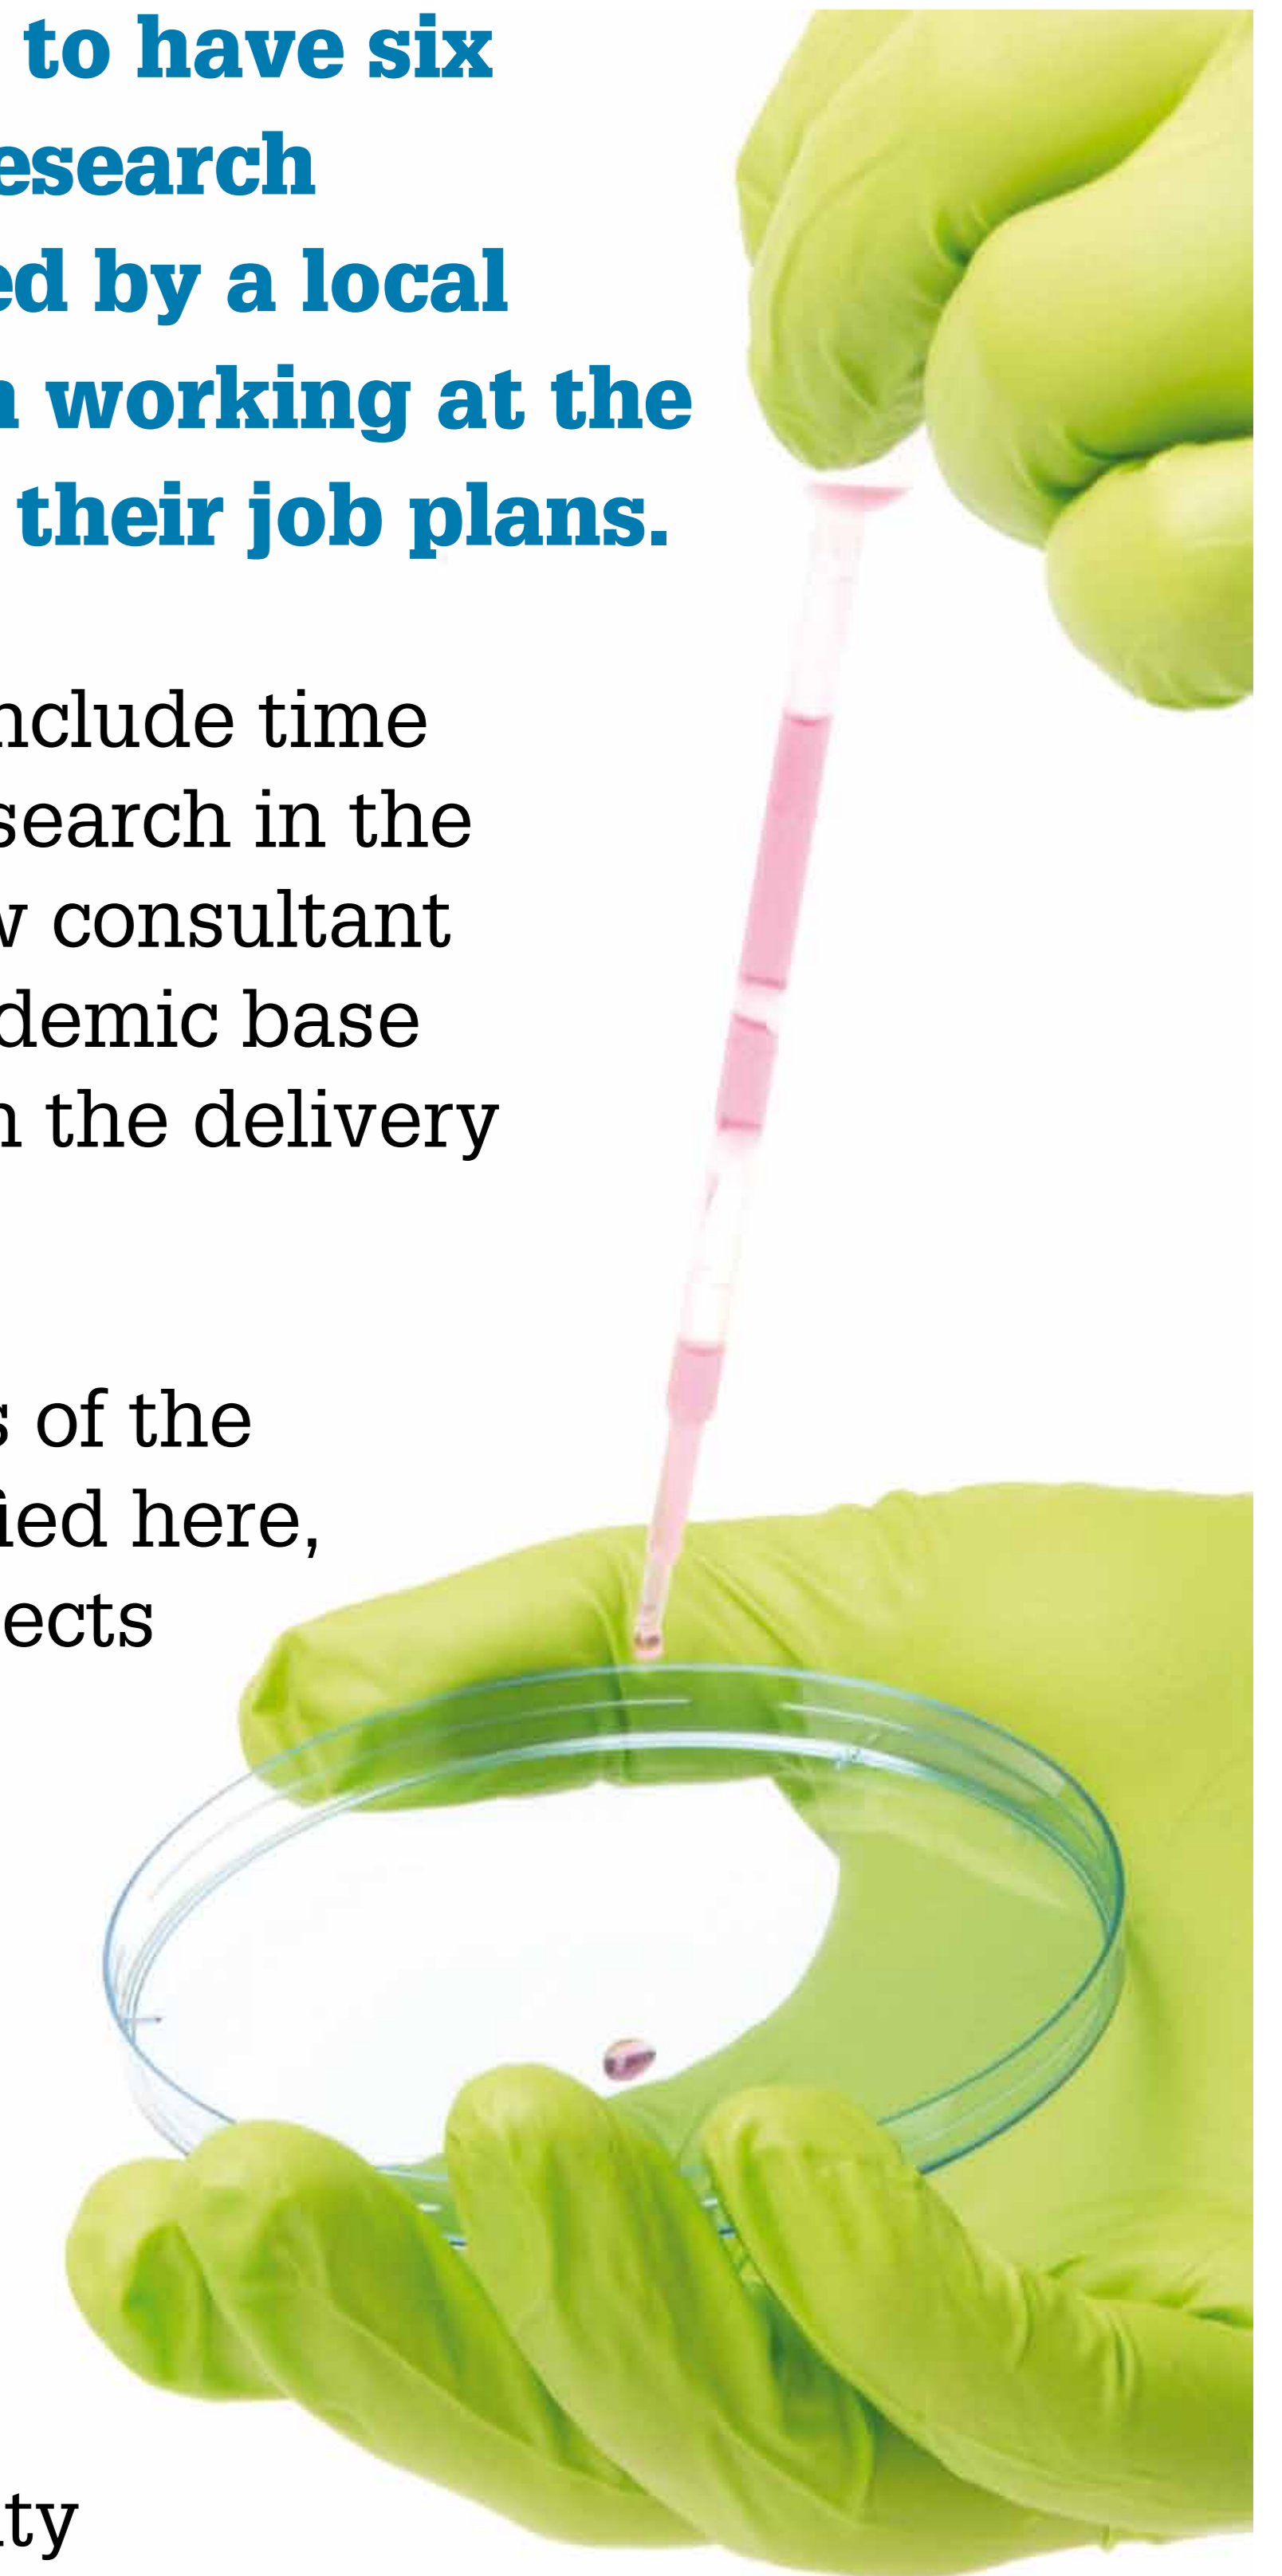 to have six
esearch
ed by a local
working at the
their job plans.
nclude time
search in the
w consultant
demic base
n the delivery
s of the
ied here,
ects
ity